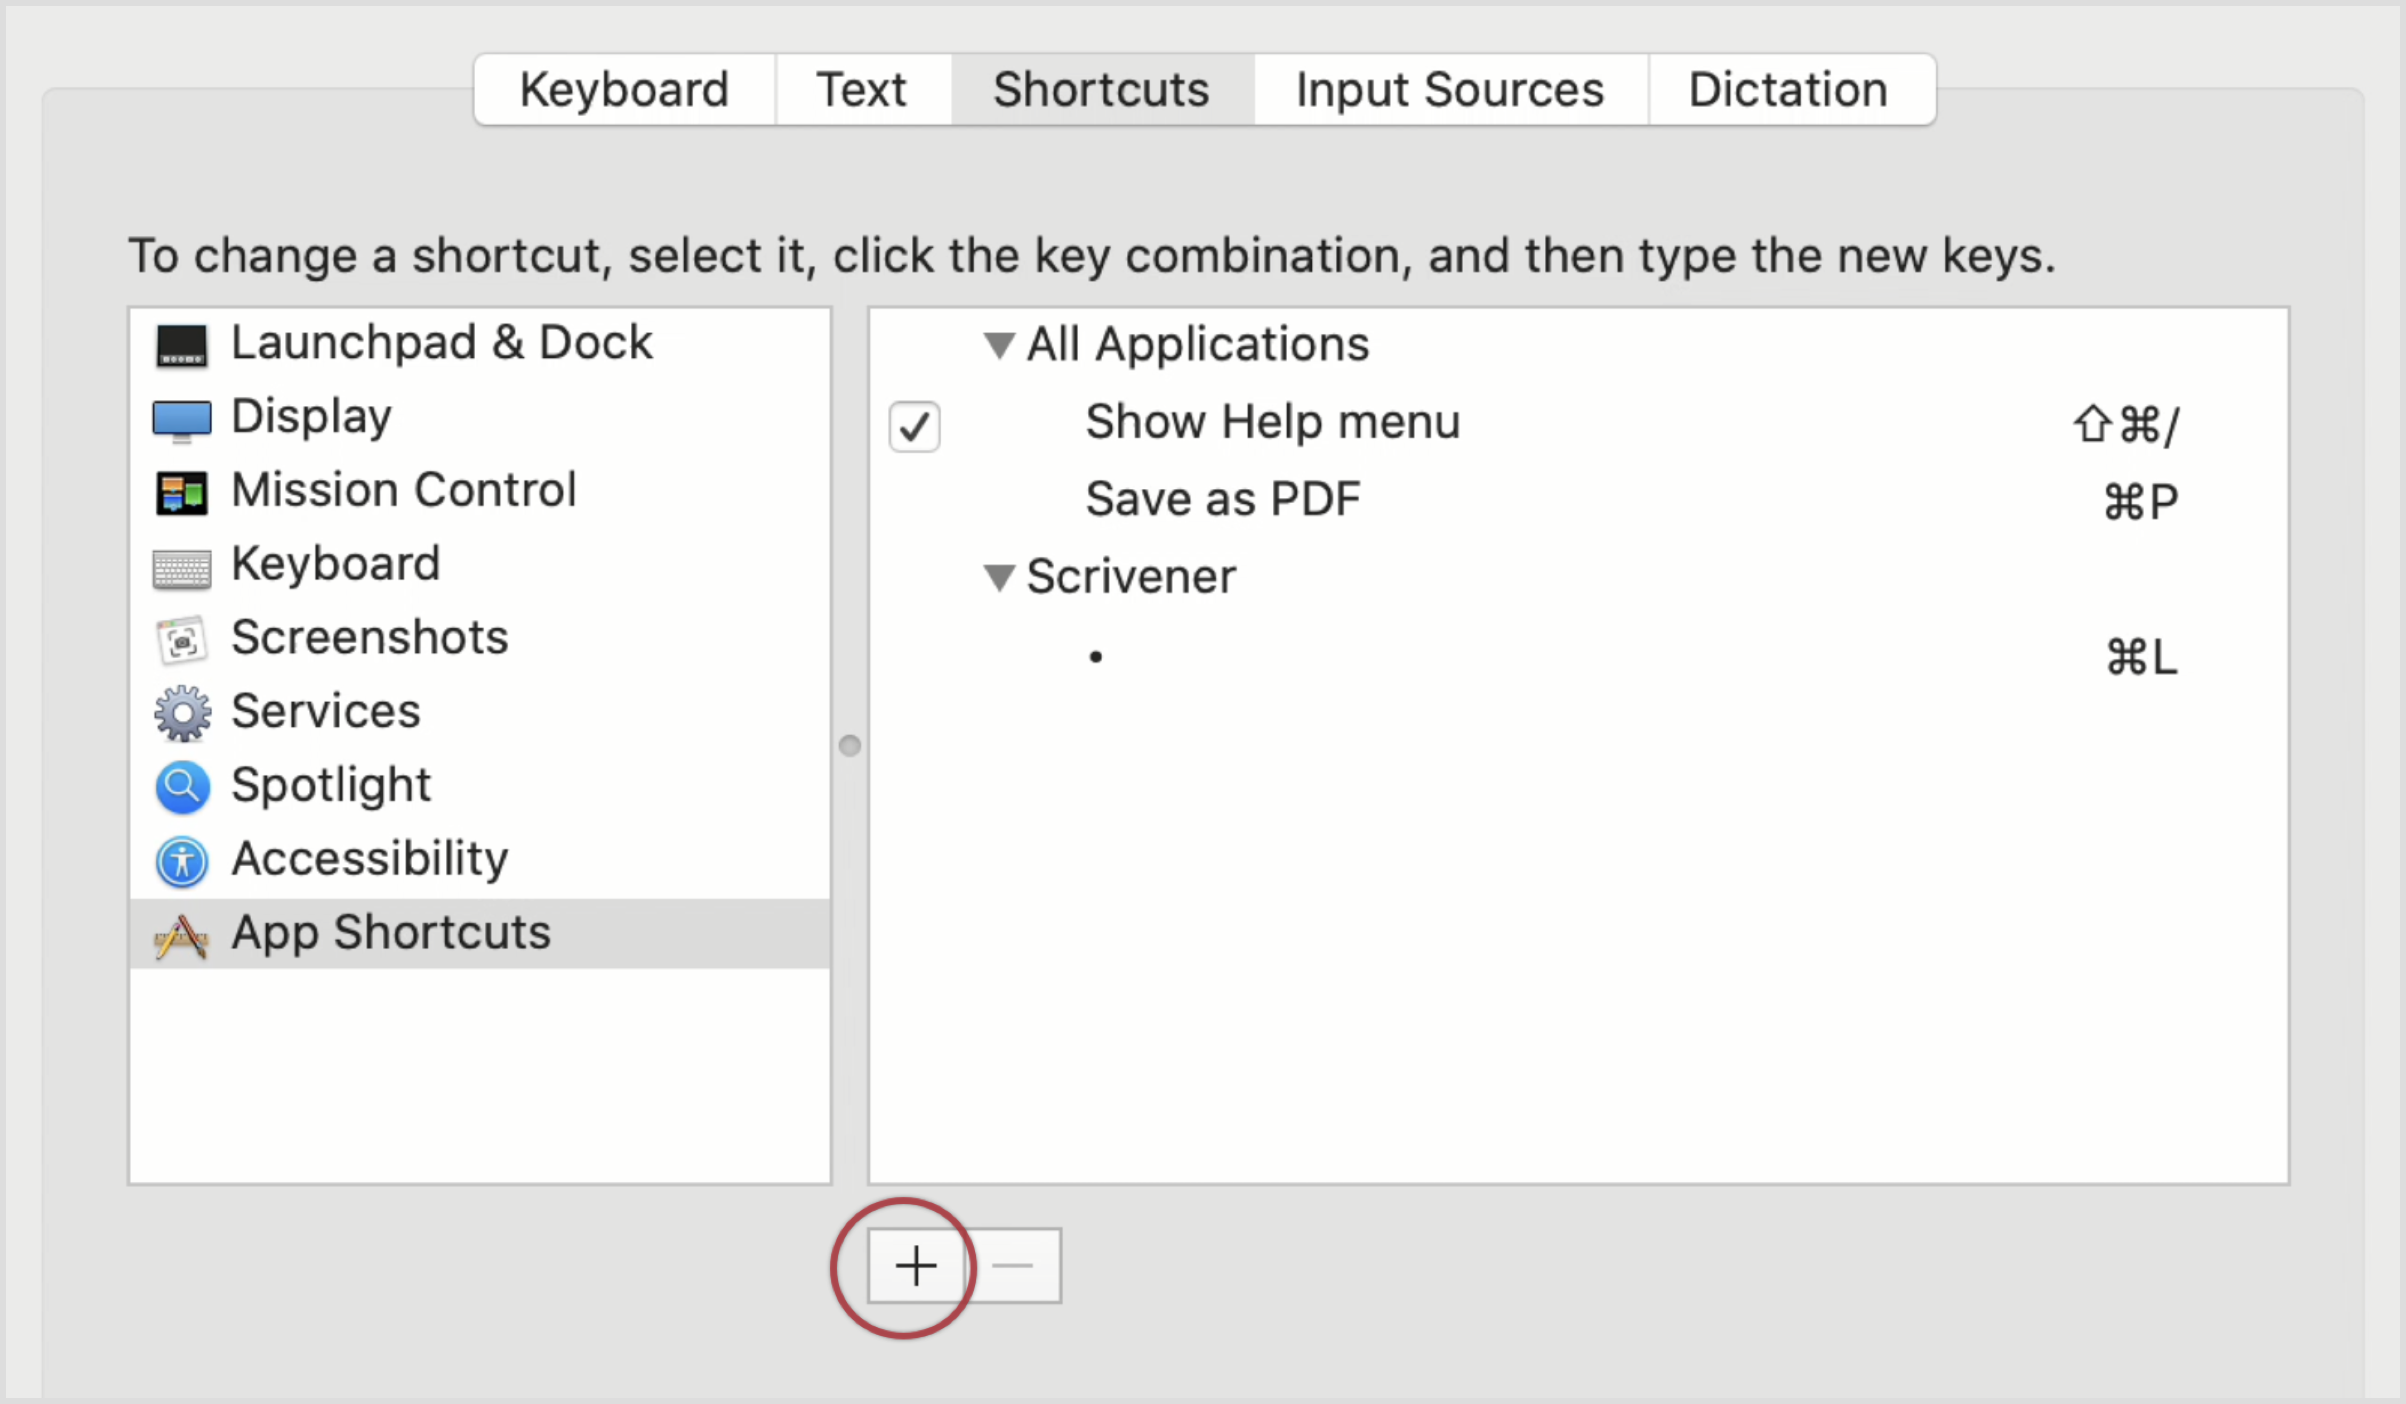 Keyboard Text Shortcuts Input Sources Dictation
To change a shortcut, select it, click the key combination, and then type the new keys.
Launchpad & Dock
Display
Mission Control
Keyboard
Screenshots
Services
Spotlight
Accessibility
App Shortcuts
All Applications
Show Help menu ⇧⌘/
Save as PDF ⌘P
Scrivener
• ⌘L